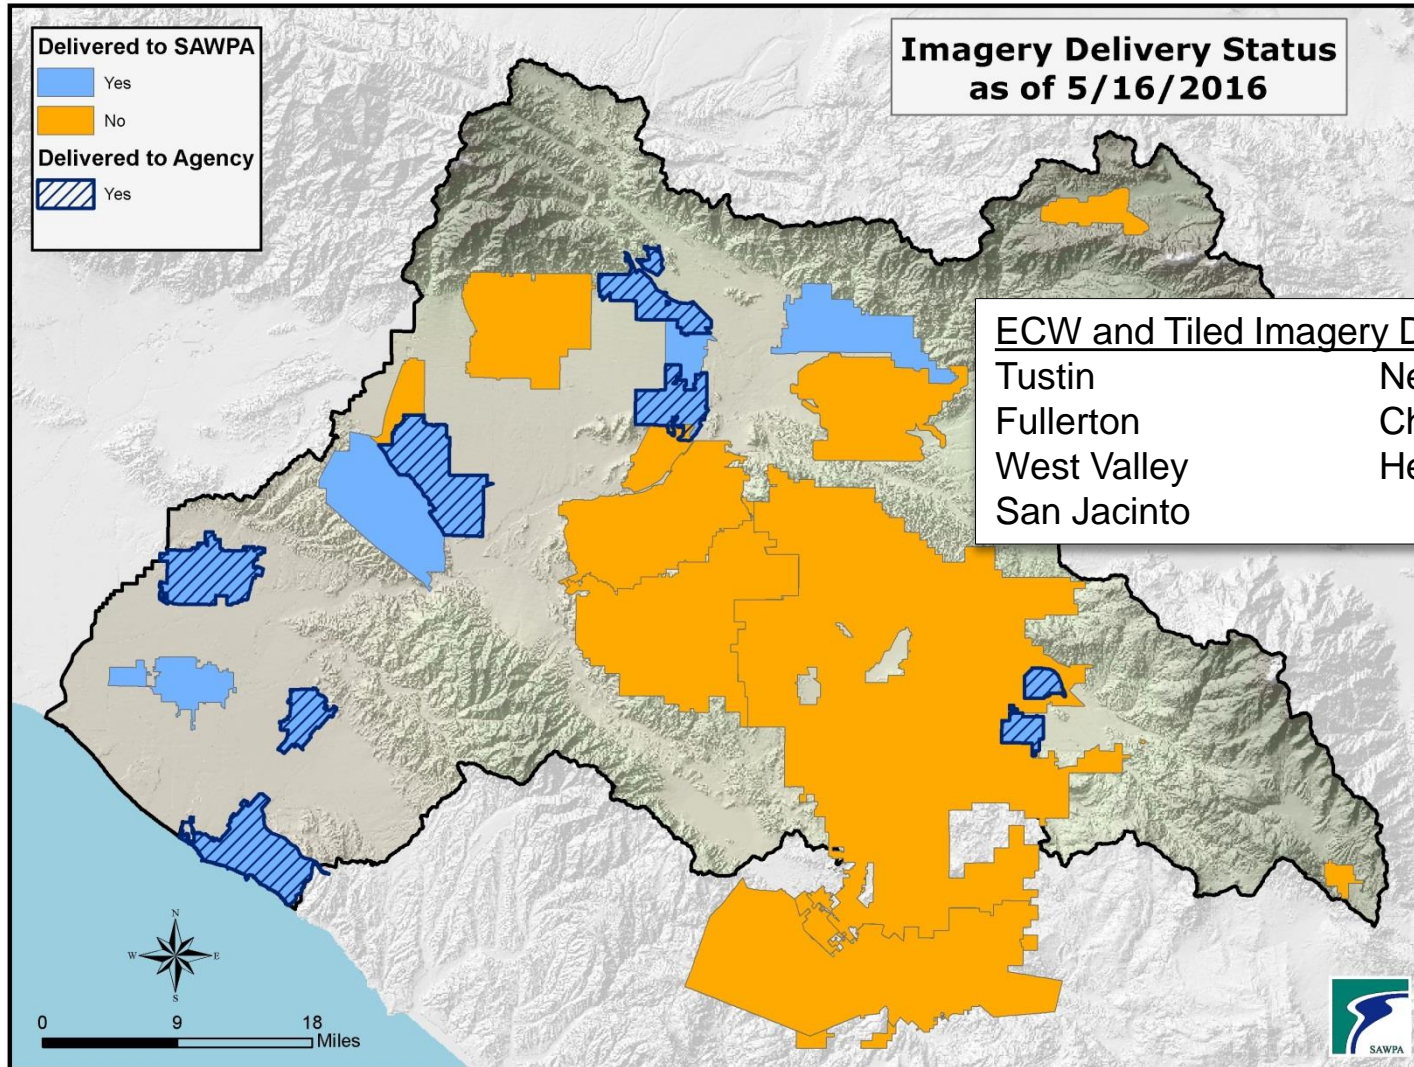 Delivered to SAWPA
Yes
No
Delivered to Agency
Yes
Imagery Delivery Status
as of 5/16/2016
ECW and Tiled Imagery
Tustin
Fullerton
West Valley
San Jacinto
N
W
E
S
0 9 18
Miles
SAWPA